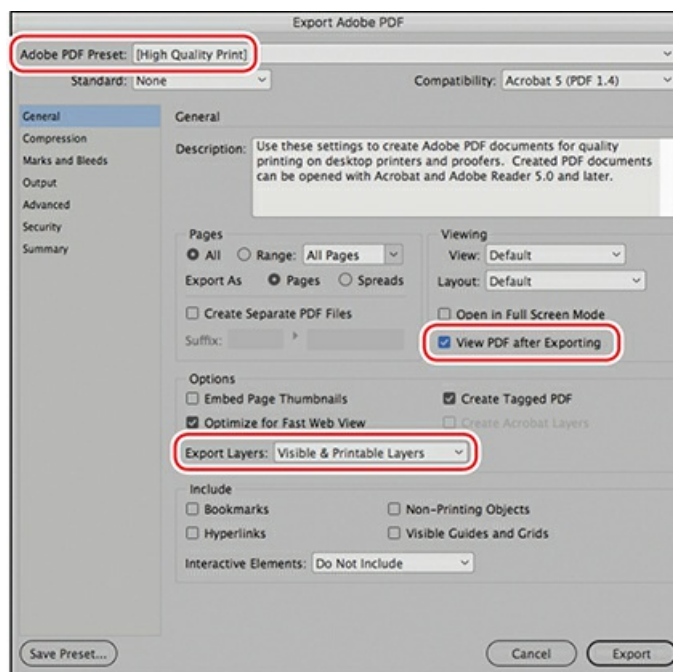 Export Adobe PDF
Adobe PDF Preset: [High Quality Print]
Standard: None
Compatibility: Acrobat 5 (PDF 1.4)
General
Compression
Marks and Bleeds
Output
Advanced
Security
Summary
General
Description: Use these settings to create Adobe PDF documents for quality
printing on desktop printers and proofers. Created PDF documents
can be opened with Acrobat and Adobe Reader 5.0 and later.
Pages
All Range: All Pages
Export As Pages Spreads
Create Separate PDF Files
Suffix:
Viewing
View: Default
Layout: Default
Open in Full Screen Mode
View PDF after Exporting
Options
Embed Page Thumbnails
Create Tagged PDF
Optimize for Fast Web View
Create Acrobat Layers
Export Layers: Visible & Printable Layers
Include
Bookmarks
Non-Printing Objects
Hyperlinks
Visible Guides and Grids
Interactive Elements: Do Not Include
Save Preset...
Cancel
Export